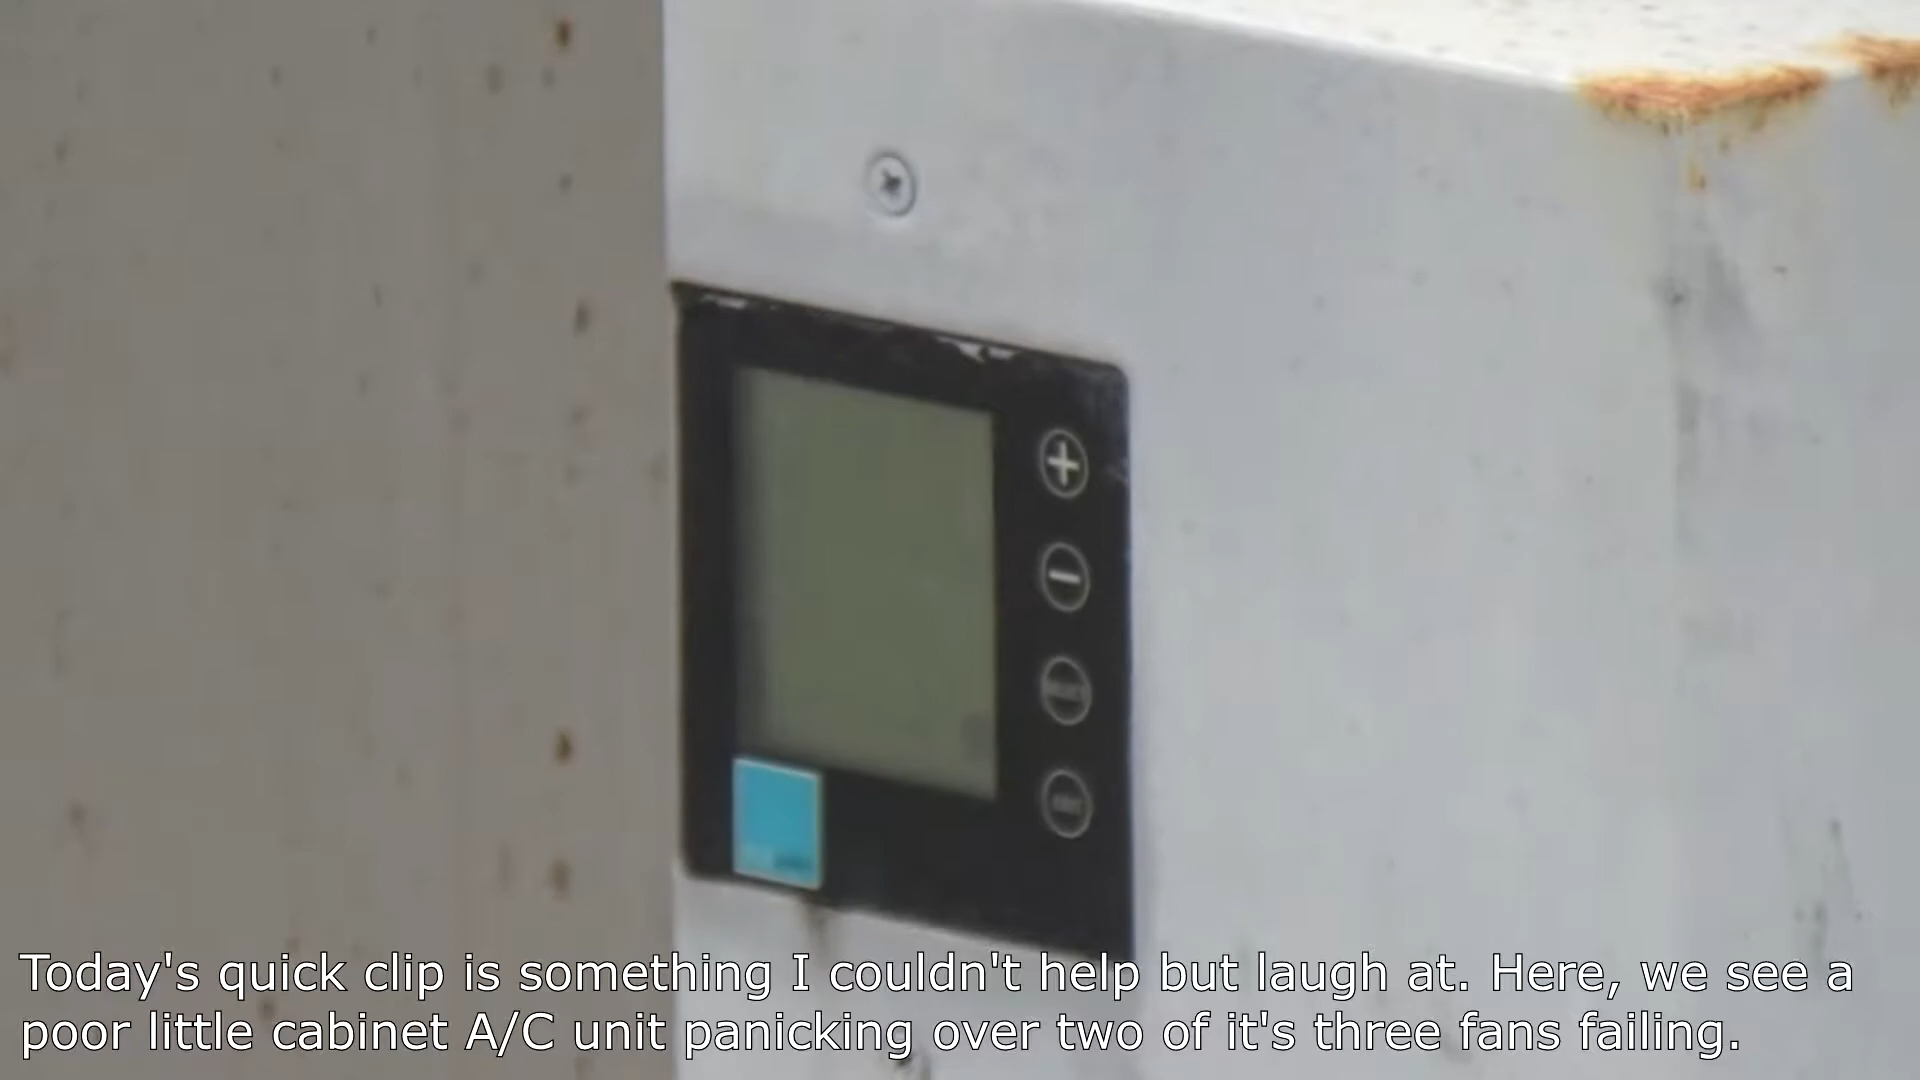 Today's quick clip is something I couldn't help but laugh at. Here, we see a
poor little cabinet A/C unit panicking over two of it's three fans failing.